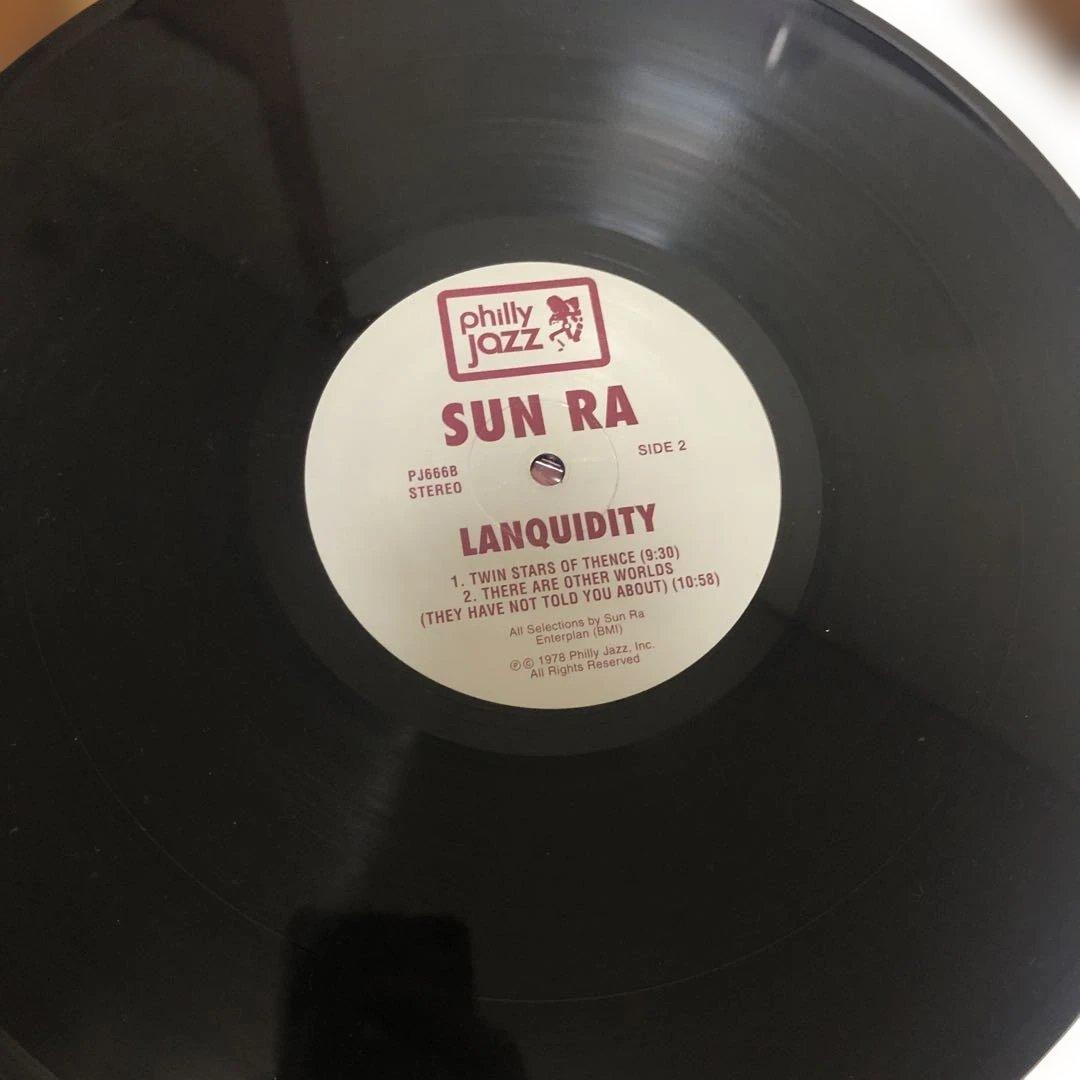 philly
jazz
SUN RA
PJ666B
STEREO
SIDE 2
LANQUIDITY
1. TWIN STARS OF THENCE (9:30)
2. THERE ARE OTHER WORLDS
(THEY HAVE NOT TOLD YOU ABOUT) (10:58)
All Selections by Sun Ra
Enterplan (BMI)
℗ © 1978 Philly Jazz, Inc.
All Rights Reserved